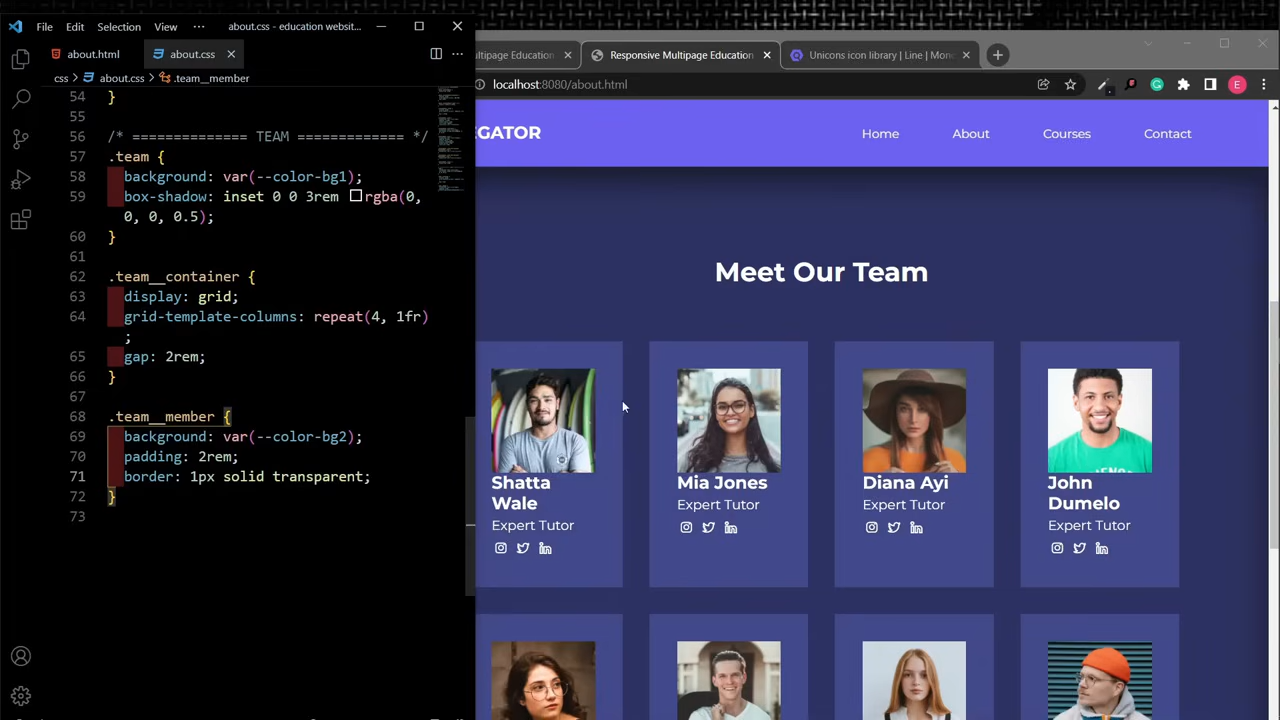 File Edit Selection View ··· about.css - education websit...
about.html about.css
css > about.css > .team__member
54 }
55
56 /* ============= TEAM ============= */
57 .team {
58 background: var(--color-bg1);
59 box-shadow: inset 0 0 3rem rgba(0,
0, 0, 0.5);
60 }
61
62 .team__container {
63 display: grid;
64 grid-template-columns: repeat(4, 1fr)
;
65 gap: 2rem;
66 }
67
68 .team__member {
69 background: var(--color-bg2);
70 padding: 2rem;
71 border: 1px solid transparent;
72 }
73
ltipage Education Responsive Multipage Education Unicons icon library | Line | Mono
localhost:8080/about.html
E
EGATOR Home About Courses Contact
Meet Our Team
Shatta
Wale
Expert Tutor
Mia Jones
Expert Tutor
Diana Ayi
Expert Tutor
John
Dumelo
Expert Tutor